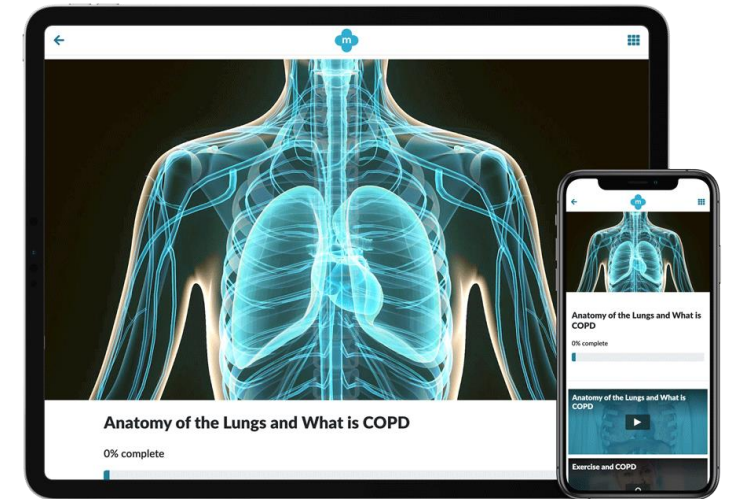 m
Anatomy of the Lungs and What is COPD
0% complete
m
Anatomy of the Lungs and What is
COPD
0% complete
Anatomy of the Lungs and What is
COPD
Exercise and COPD